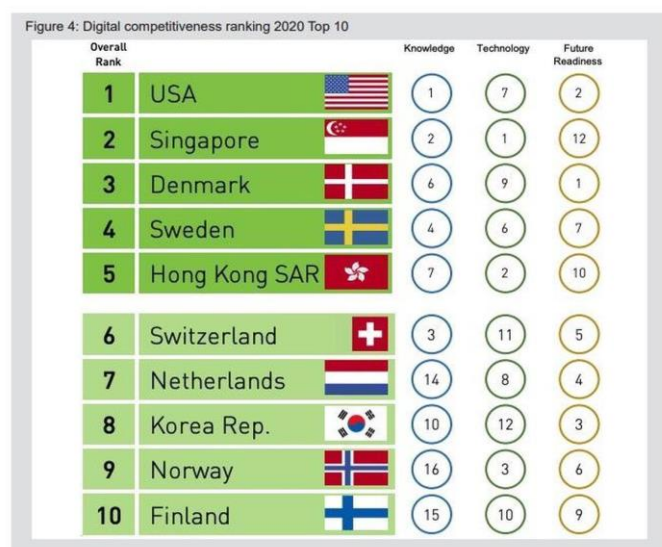 Figure 4: Digital competitiveness ranking 2020 Top 10
Overall Rank Knowledge Technology Future Readiness
1 USA 1 7 2
2 Singapore 2 1 12
3 Denmark 6 9 1
4 Sweden 4 6 7
5 Hong Kong SAR 7 2 10
6 Switzerland 3 11 5
7 Netherlands 14 8 4
8 Korea Rep. 10 12 3
9 Norway 16 3 6
10 Finland 15 10 9